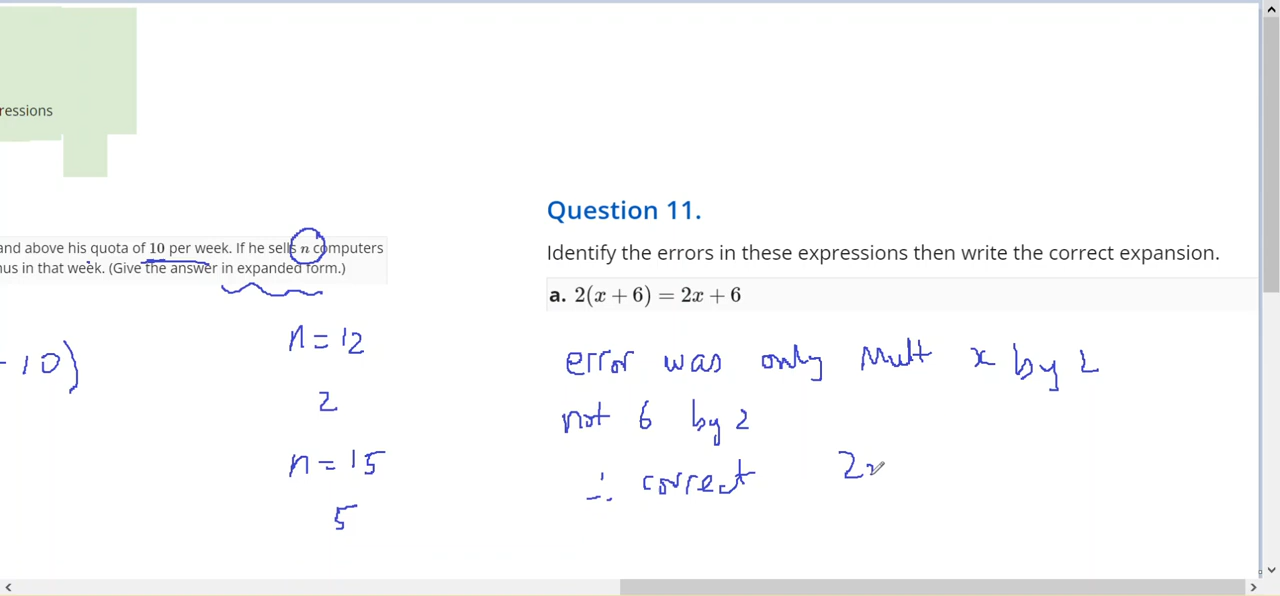 ressions
and above his quota of 10 per week. If he sells n computers
nus in that week. (Give the answer in expanded form.)
- 10)
n = 12
2
n = 15
5
Question 11.
Identify the errors in these expressions then write the correct expansion.
a. 2(x + 6) = 2x + 6
error was only mult x by 2
not 6 by 2
∴ correct 2x